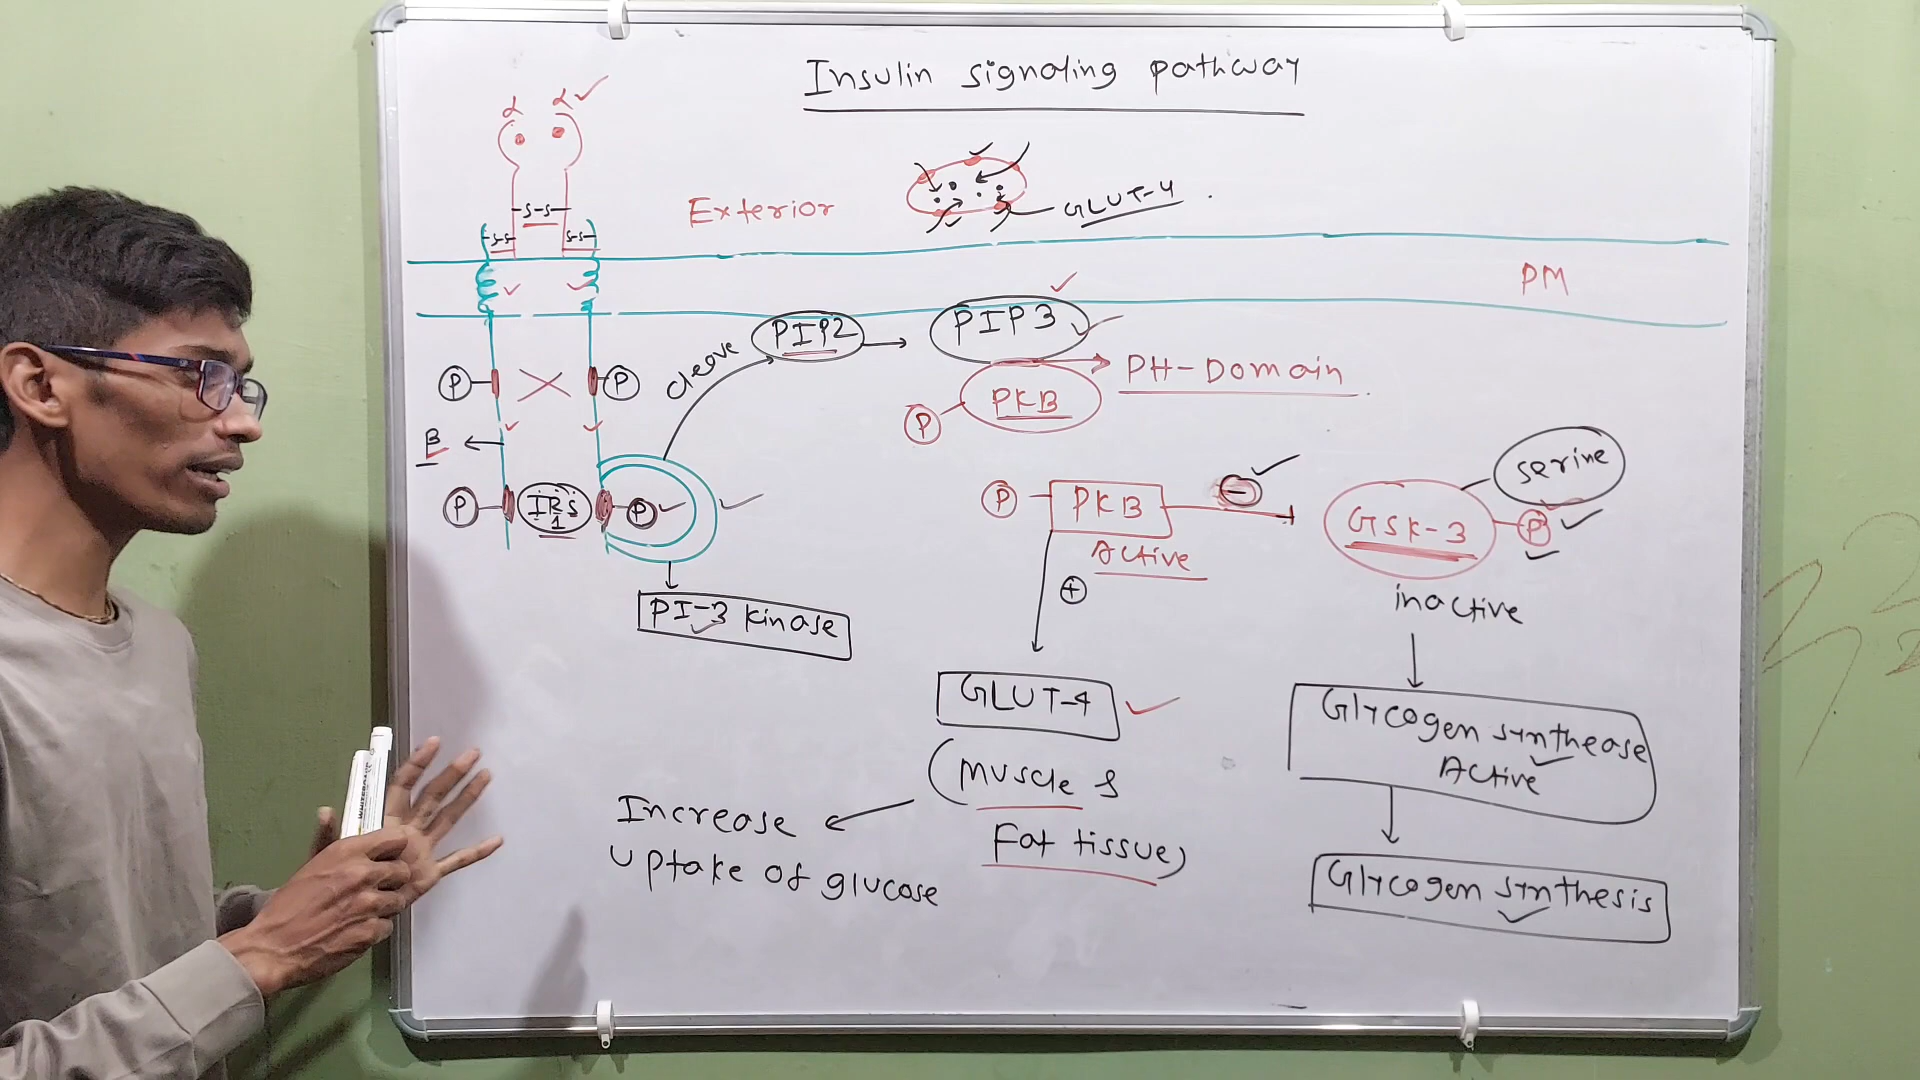 Insulin signaling pathway
α α
S-S
S-S S-S
Exterior
GLUT-4
PM
cleave
PIP2
PIP3
PH-Domain
PKB
P
P P
B
P
IRS
1
P
PI-3 kinase
P
PKB
Active
-
GSK-3
serine
P
inactive
+
GLUT-4
(muscle &
Fat tissue)
Increase
uptake of glucose
Glycogen synthease
Active
Glycogen synthesis